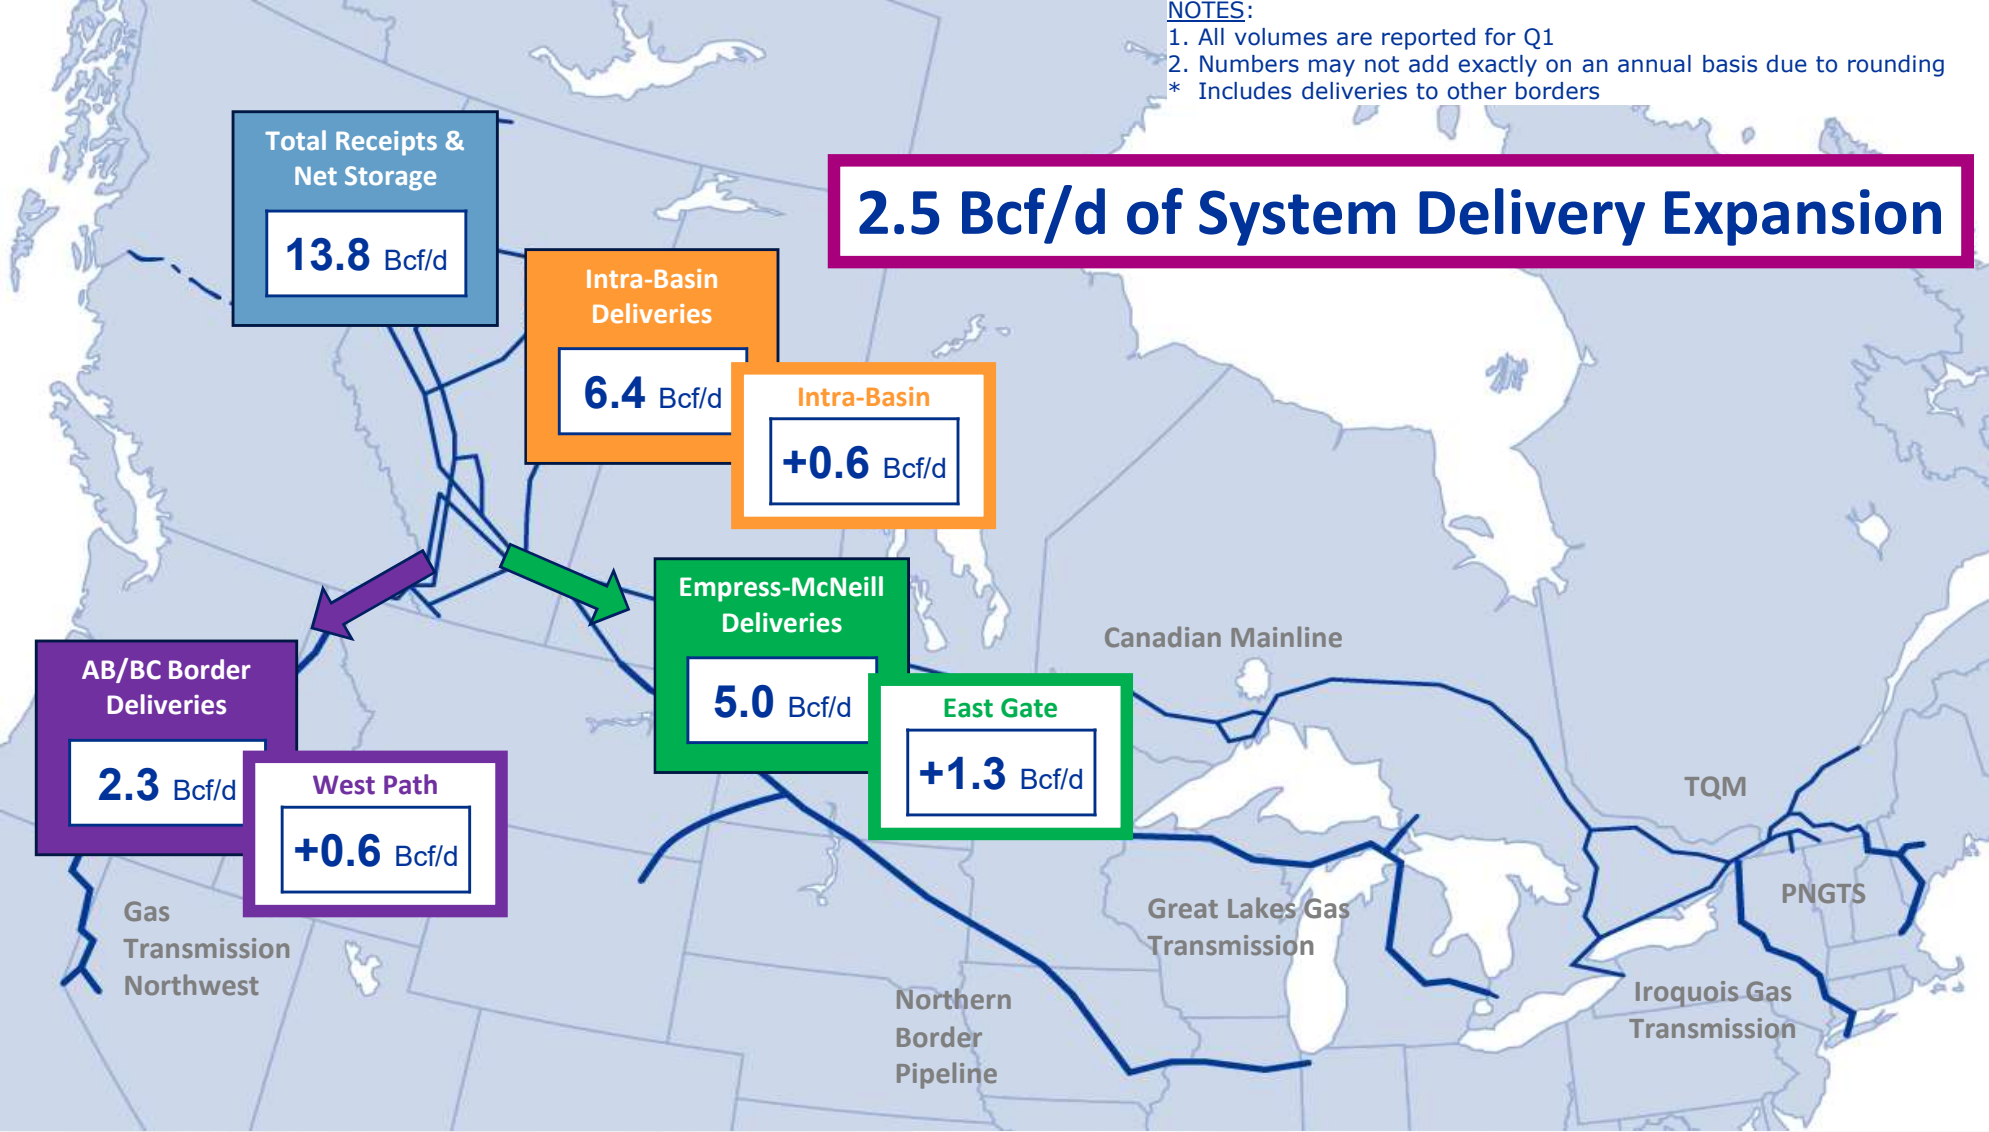 NOTES:
1. All volumes are reported for Q1
2. Numbers may not add exactly on an annual basis due to rounding
* Includes deliveries to other borders
2.5 Bcf/d of System Delivery Expansion
Total Receipts &
Net Storage
13.8 Bcf/d
Intra-Basin
Deliveries
6.4 Bcf/d
Intra-Basin
+0.6 Bcf/d
Empress-McNeill
Deliveries
5.0 Bcf/d
East Gate
+1.3 Bcf/d
AB/BC Border
Deliveries
2.3 Bcf/d
West Path
+0.6 Bcf/d
Canadian Mainline
TQM
PNGTS
Gas
Transmission
Northwest
Great Lakes Gas
Transmission
Northern
Border
Pipeline
Iroquois Gas
Transmission